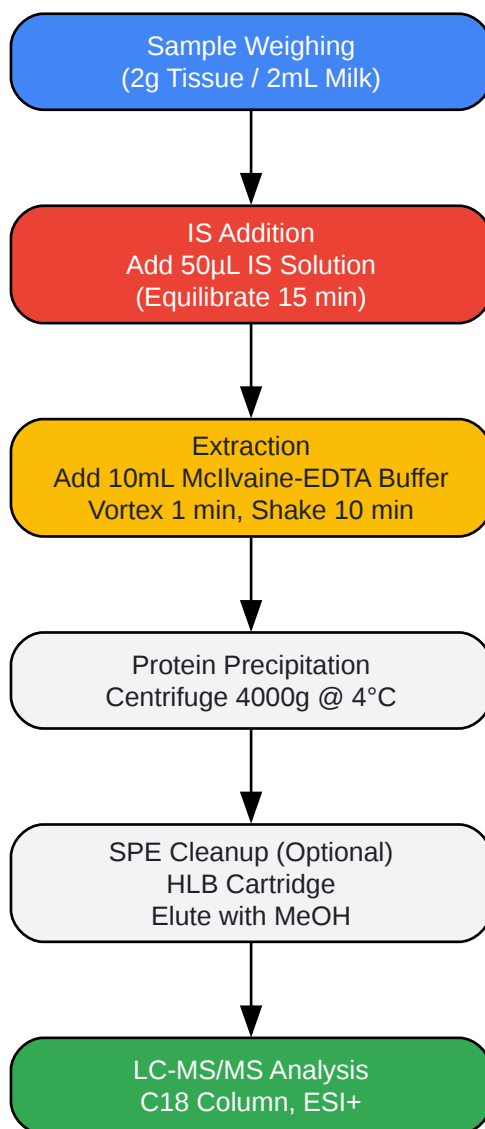 Sample Weighing
(2g Tissue / 2mL Milk)
IS Addition
Add 50µL IS Solution
(Equilibrate 15 min)
Extraction
Add 10mL McIlvaine-EDTA Buffer
Vortex 1 min, Shake 10 min
Protein Precipitation
Centrifuge 4000g @ 4°C
SPE Cleanup (Optional)
HLB Cartridge
Elute with MeOH
LC-MS/MS Analysis
C18 Column, ESI+